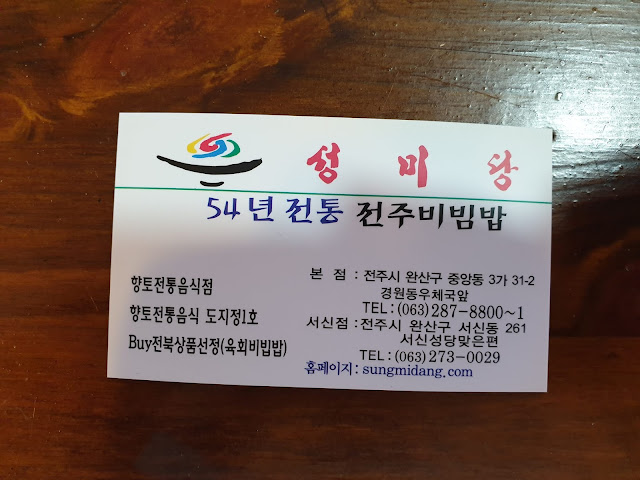 성 미 당
54년 전통 전주비빔밥
향토전통음식점
향토전통음식 도지정1호
Buy전북상품선정(육회비빔밥)
본 점 : 전주시 완산구 중앙동 3가 31-2
경원동우체국앞
TEL : (063) 287-8800~1
서신점 : 전주시 완산구 서신동 261
서신성당맞은편
TEL : (063) 273-0029
홈페이지 : sungmidang.com